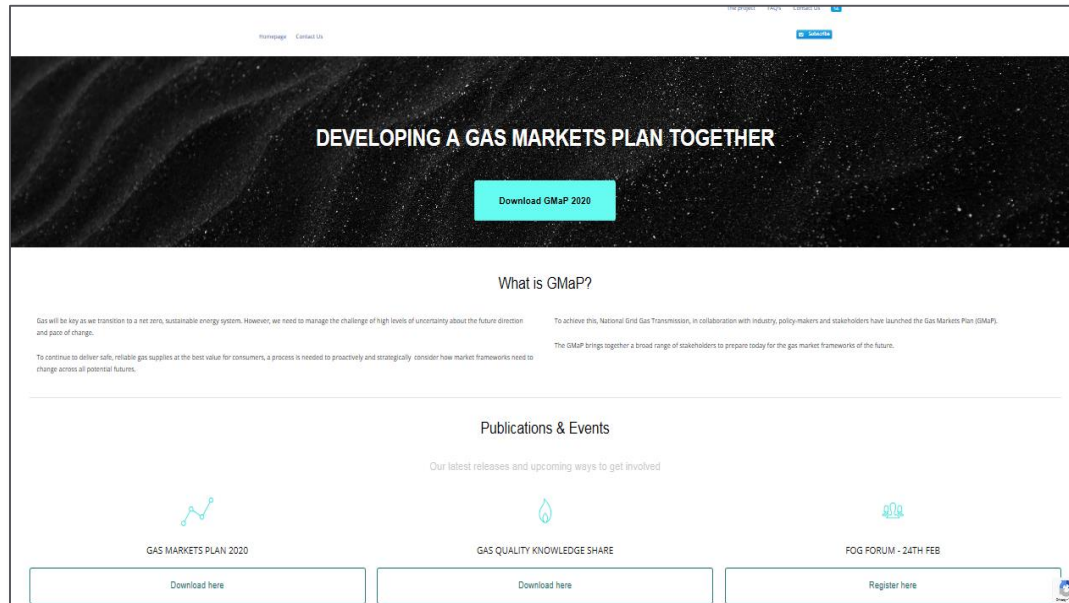 The project FAQ's Contact Us
Homepage Contact Us
Subscribe
DEVELOPING A GAS MARKETS PLAN TOGETHER
Download GMaP 2020
What is GMaP?
Gas will be key as we transition to a net zero, sustainable energy system. However, we need to manage the challenge of high levels of uncertainty about the future direction
and pace of change.
To continue to deliver safe, reliable gas supplies at the best value for consumers, a process is needed to proactively and strategically consider how market frameworks need to
change across all potential futures.
To achieve this, National Grid Gas Transmission, in collaboration with industry, policy-makers and stakeholders have launched the Gas Markets Plan (GMaP).
The GMaP brings together a broad range of stakeholders to prepare today for the gas market frameworks of the future.
Publications & Events
Our latest releases and upcoming ways to get involved
GAS MARKETS PLAN 2020
Download here
GAS QUALITY KNOWLEDGE SHARE
Download here
FOG FORUM - 24TH FEB
Register here